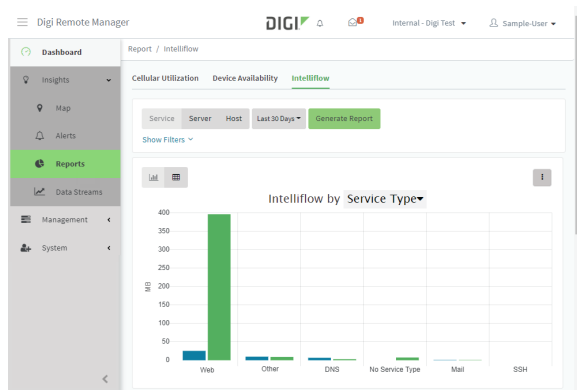 Digi Remote Manager
DIGI
Internal - Digi Test
Sample-User
Dashboard
Insights
Map
Alerts
Reports
Data Streams
Management
System
Report / Intelliflow
Cellular Utilization Device Availability Intelliflow
Service Server Host Last 30 Days Generate Report
Show Filters
Intelliflow by Service Type
400
350
300
250
200
150
100
50
0
MB
Web Other DNS No Service Type Mail SSH